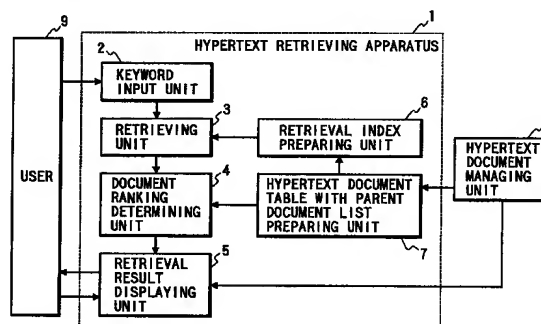 9
1
HYPERTEXT RETRIEVING APPARATUS
2
KEYWORD
INPUT UNIT
3
RETRIEVING
UNIT
6
RETRIEVAL INDEX
PREPARING UNIT
USER
4
DOCUMENT
RANKING
DETERMINING
UNIT
HYPERTEXT DOCUMENT
TABLE WITH PARENT
DOCUMENT LIST
PREPARING UNIT
7
HYPERTEXT
DOCUMENT
MANAGING
UNIT
5
RETRIEVAL
RESULT
DISPLAYING
UNIT